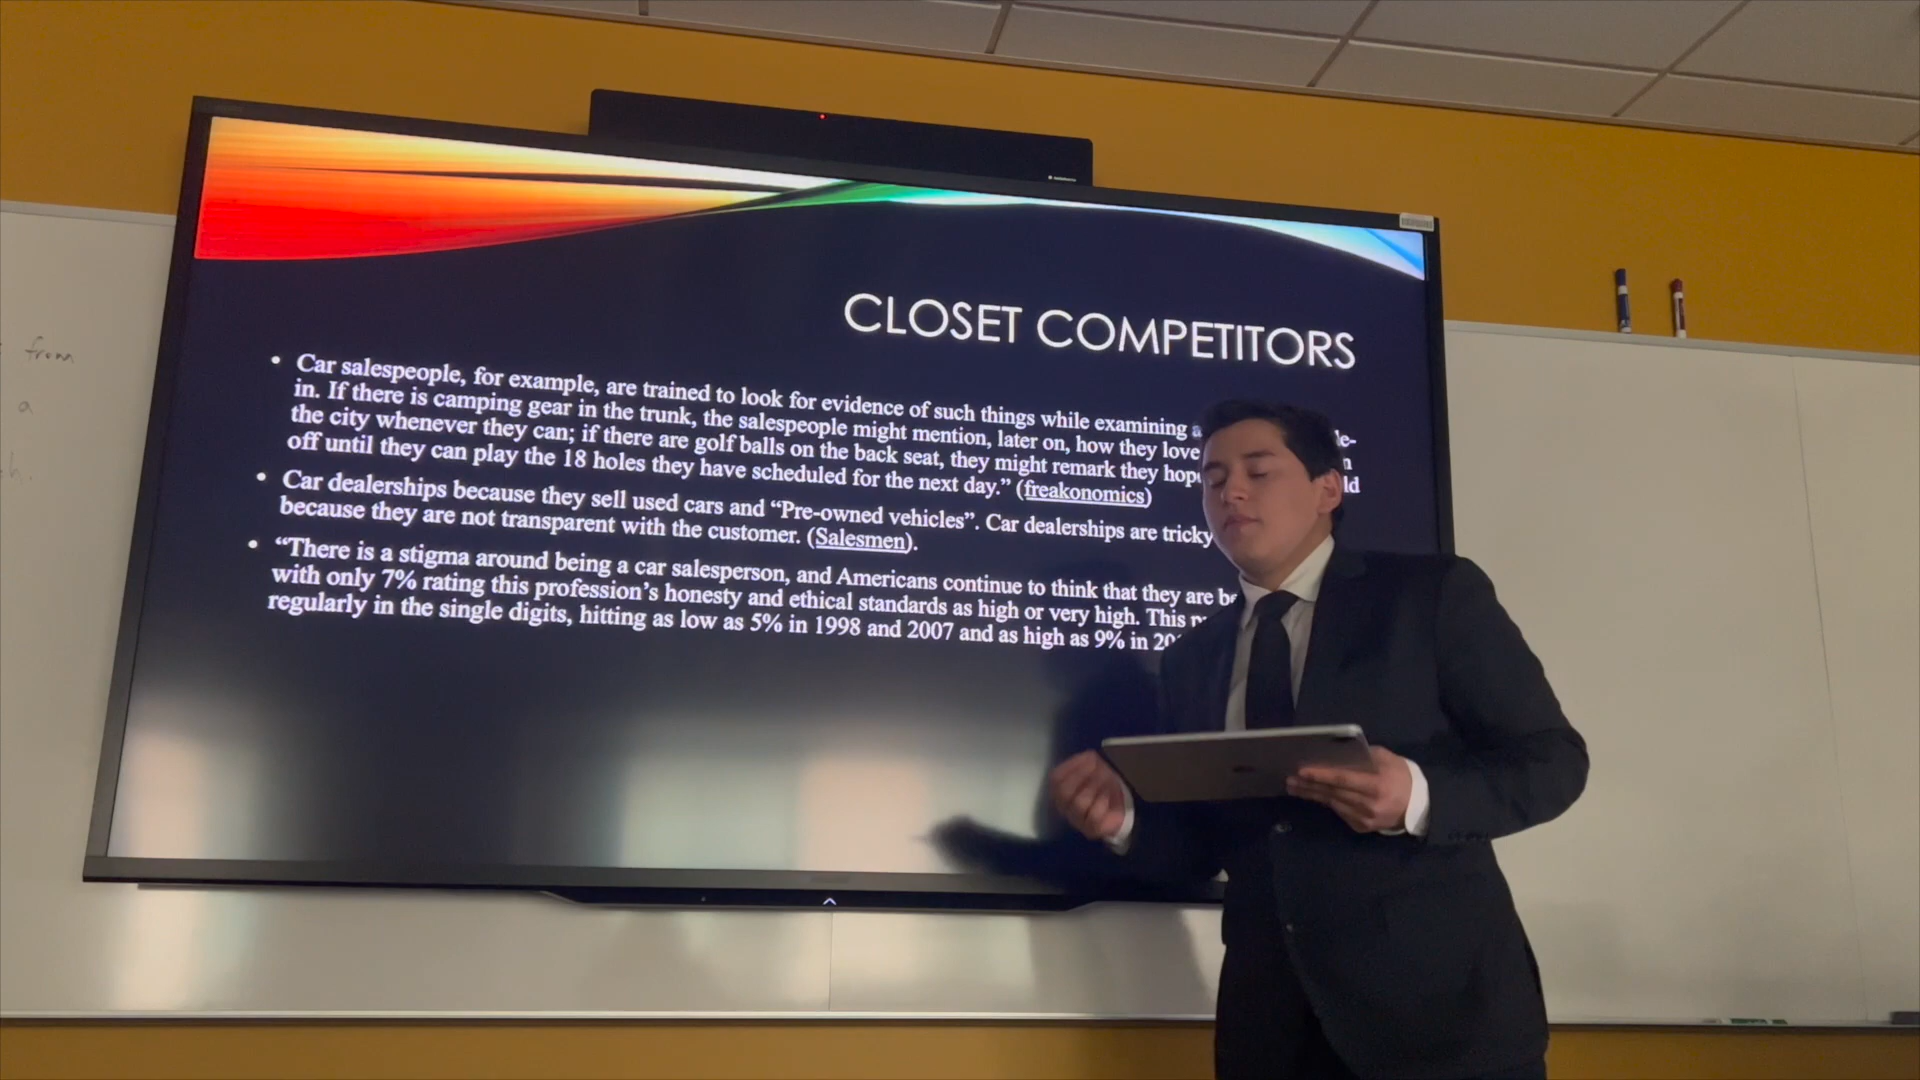 CLOSET COMPETITORS
• Car salespeople, for example, are trained to look for evidence of such things while examining a le-
in. If there is camping gear in the trunk, the salespeople might mention, later on, how they love
the city whenever they can; if there are golf balls on the back seat, they might remark they hop ld
off until they can play the 18 holes they have scheduled for the next day.” (freakonomics)
• Car dealerships because they sell used cars and “Pre-owned vehicles”. Car dealerships are tricky
because they are not transparent with the customer. (Salesmen).
• “There is a stigma around being a car salesperson, and Americans continue to think that they are
with only 7% rating this profession’s honesty and ethical standards as high or very high. This
regularly in the single digits, hitting as low as 5% in 1998 and 2007 and as high as 9% in
from
a